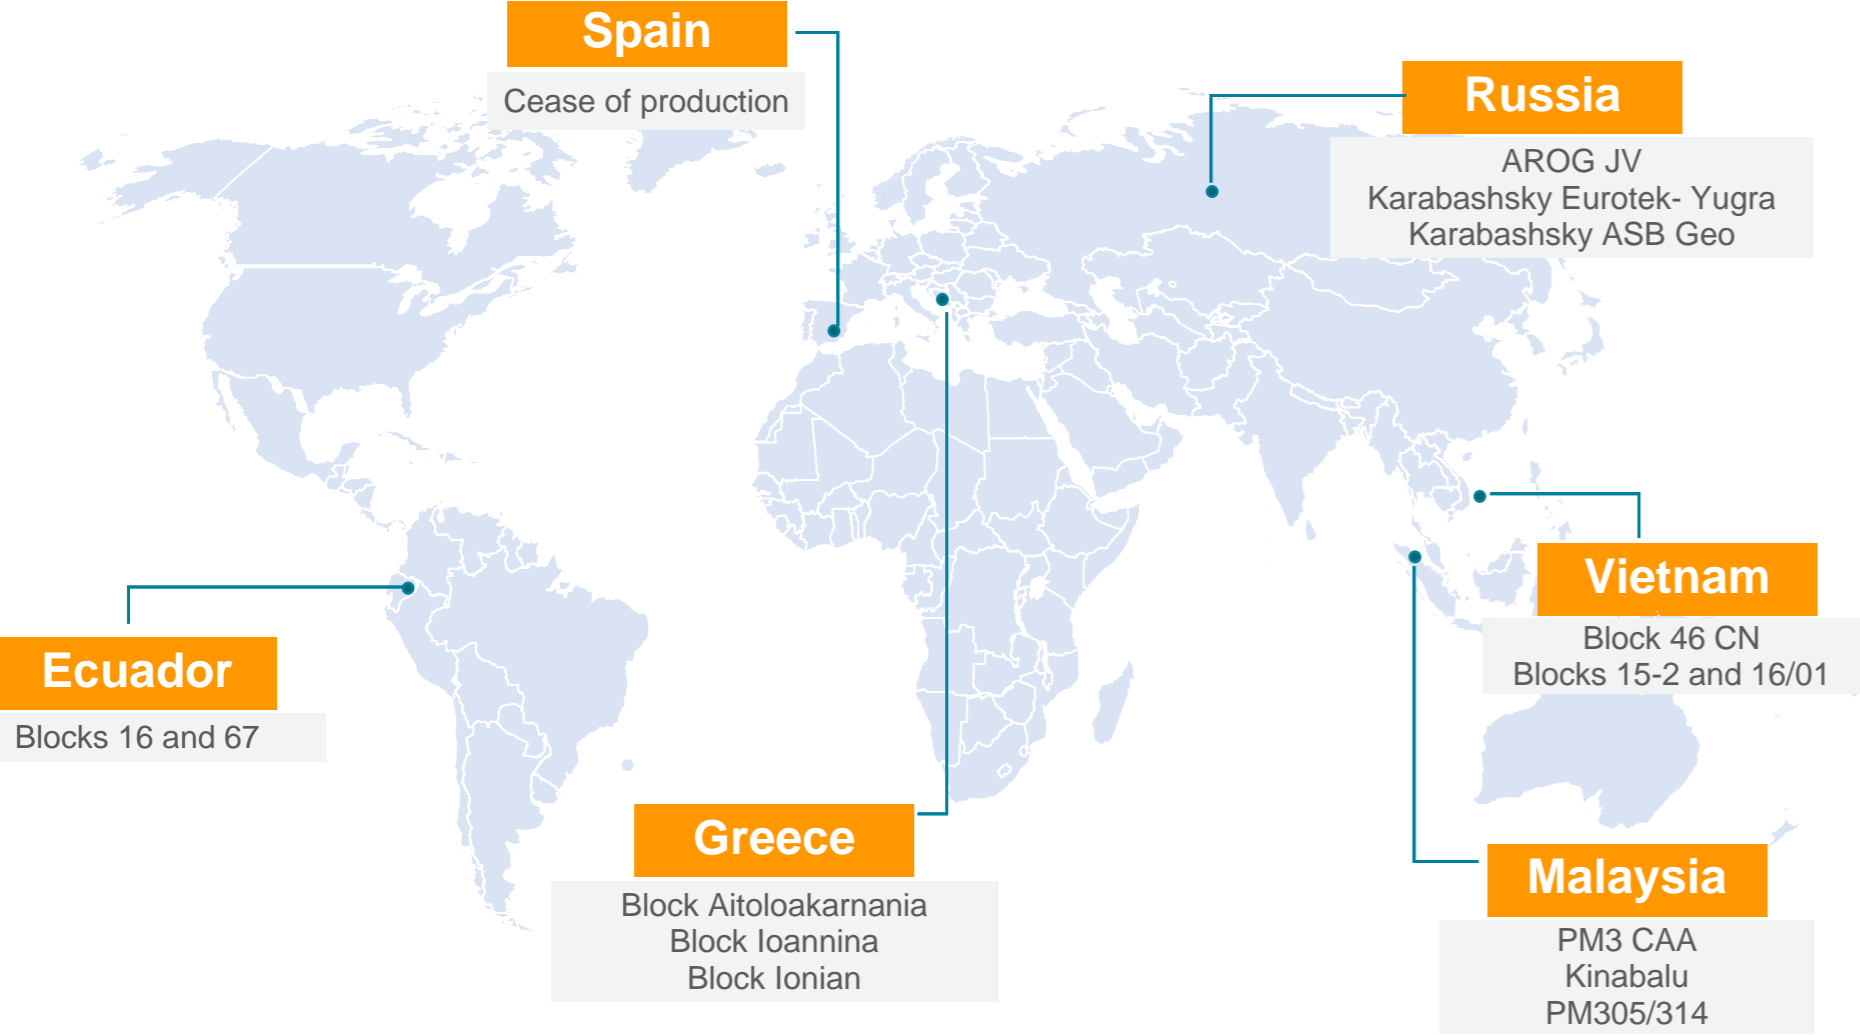 Spain
Cease of production
Russia
AROG JV
Karabashsky Eurotek- Yugra
Karabashsky ASB Geo
Vietnam
Block 46 CN
Blocks 15-2 and 16/01
Ecuador
Blocks 16 and 67
Greece
Block Aitoloakarnania
Block Ioannina
Block Ionian
Malaysia
PM3 CAA
Kinabalu
PM305/314